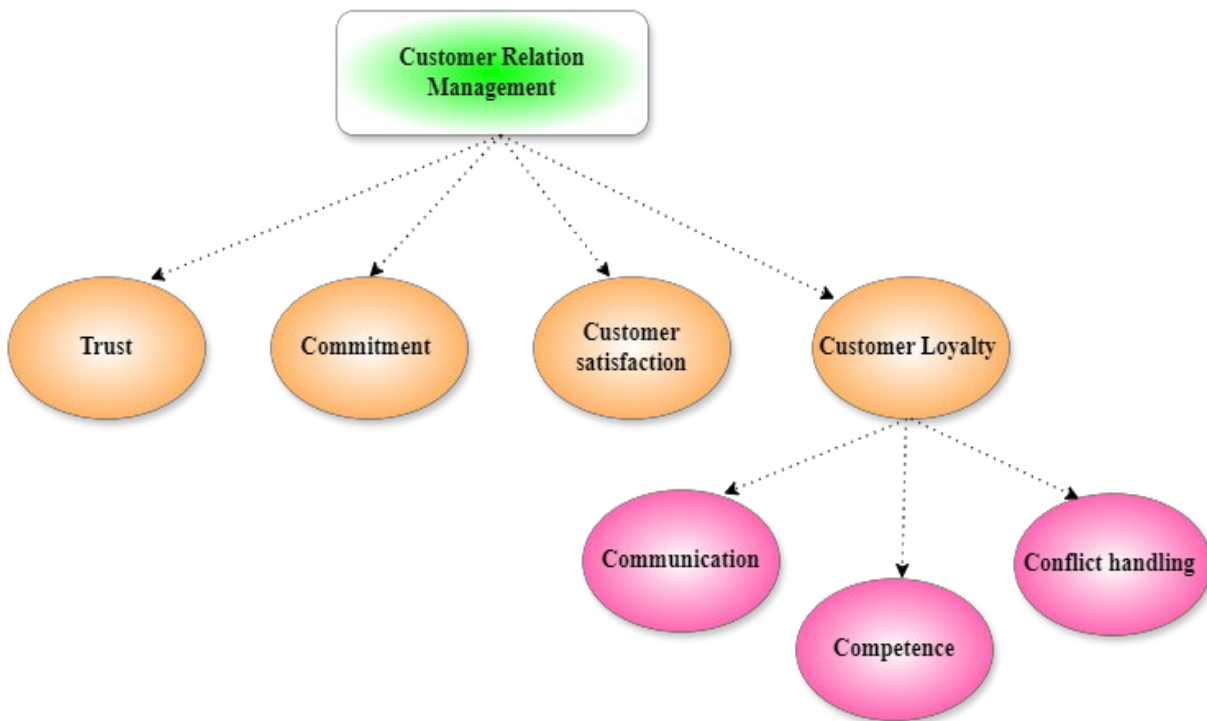 Customer Relation
Management
Trust
Commitment
Customer
satisfaction
Customer Loyalty
Communication
Competence
Conflict handling